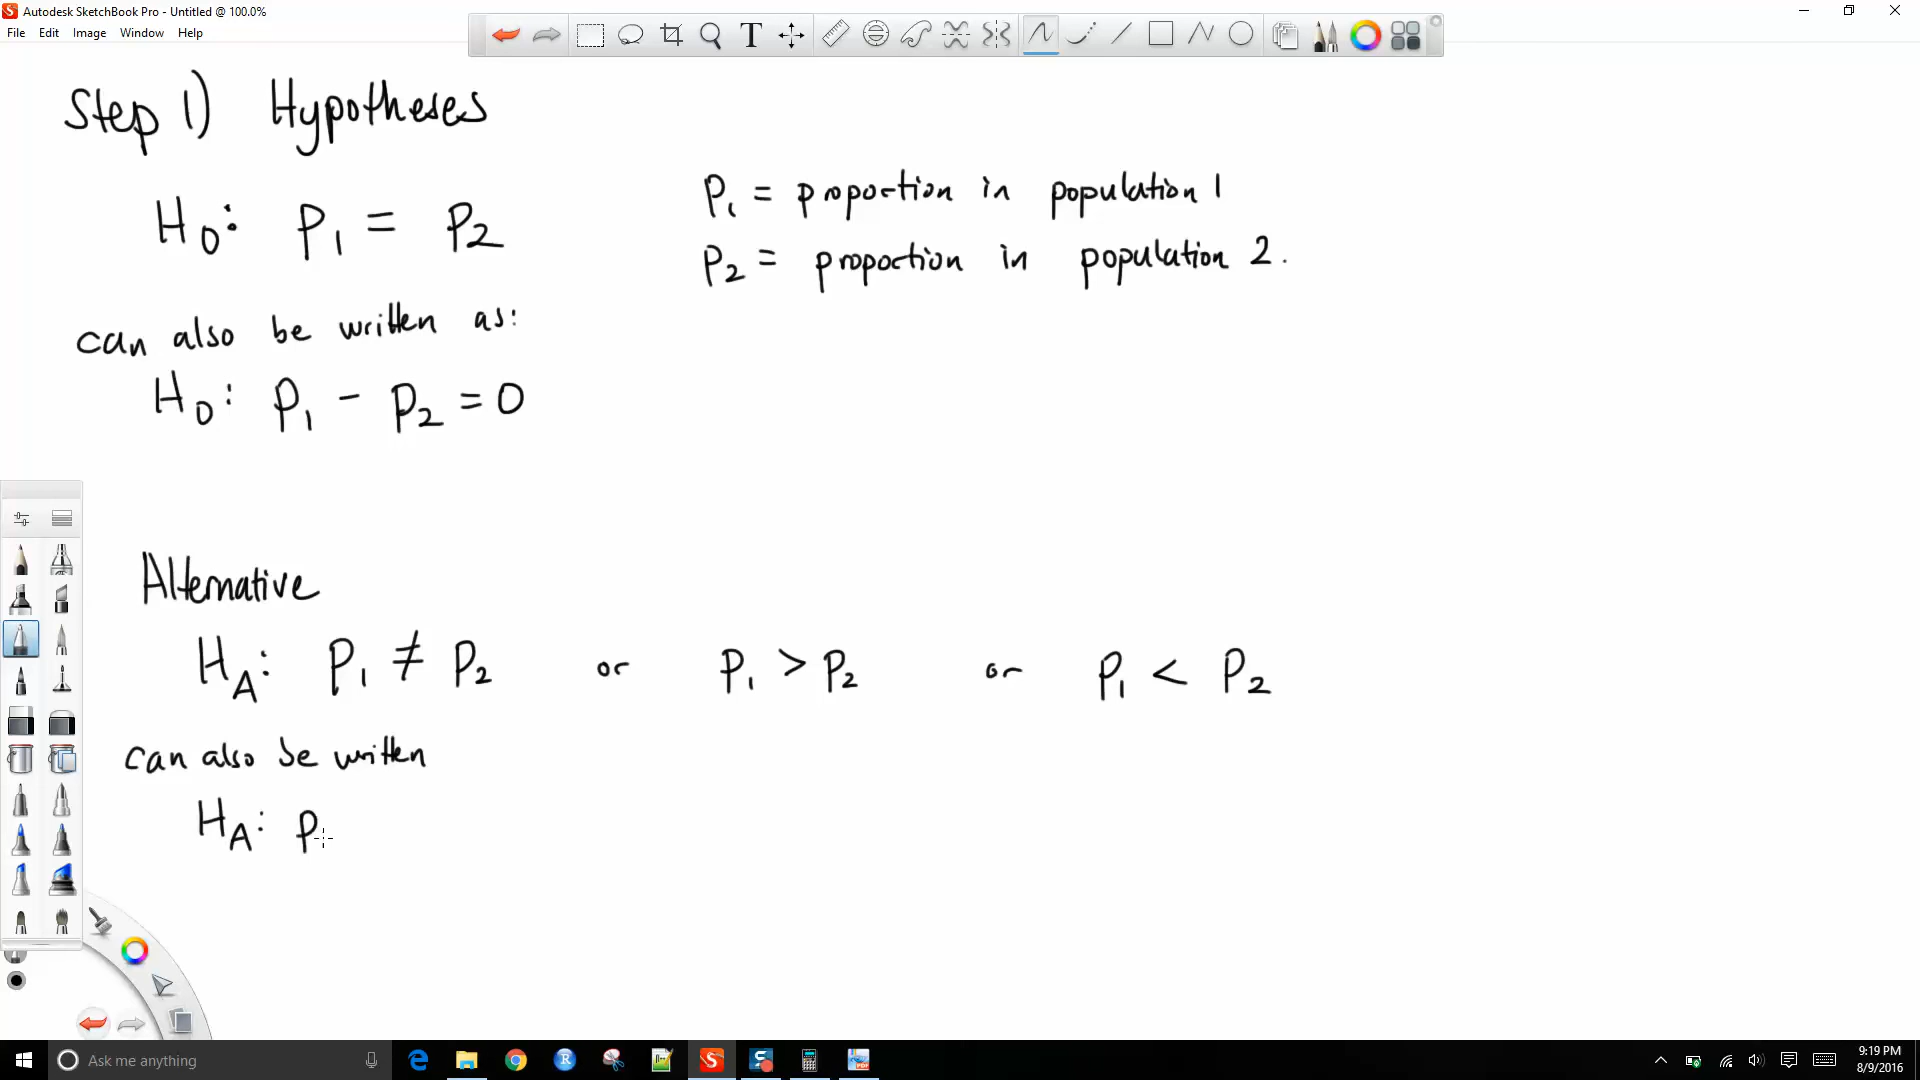 Autodesk SketchBook Pro - Untitled @ 100.0%
File Edit Image Window Help
T
Step 1) Hypotheses
H₀: P₁ = P₂
P₁ = proportion in population 1
P₂ = proportion in population 2.
can also be written as:
H₀: P₁ - P₂ = 0
Alternative
H_A: P₁ ≠ P₂ or P₁ > P₂ or P₁ < P₂
can also be written
H_A: P
Ask me anything
9:19 PM
8/9/2016